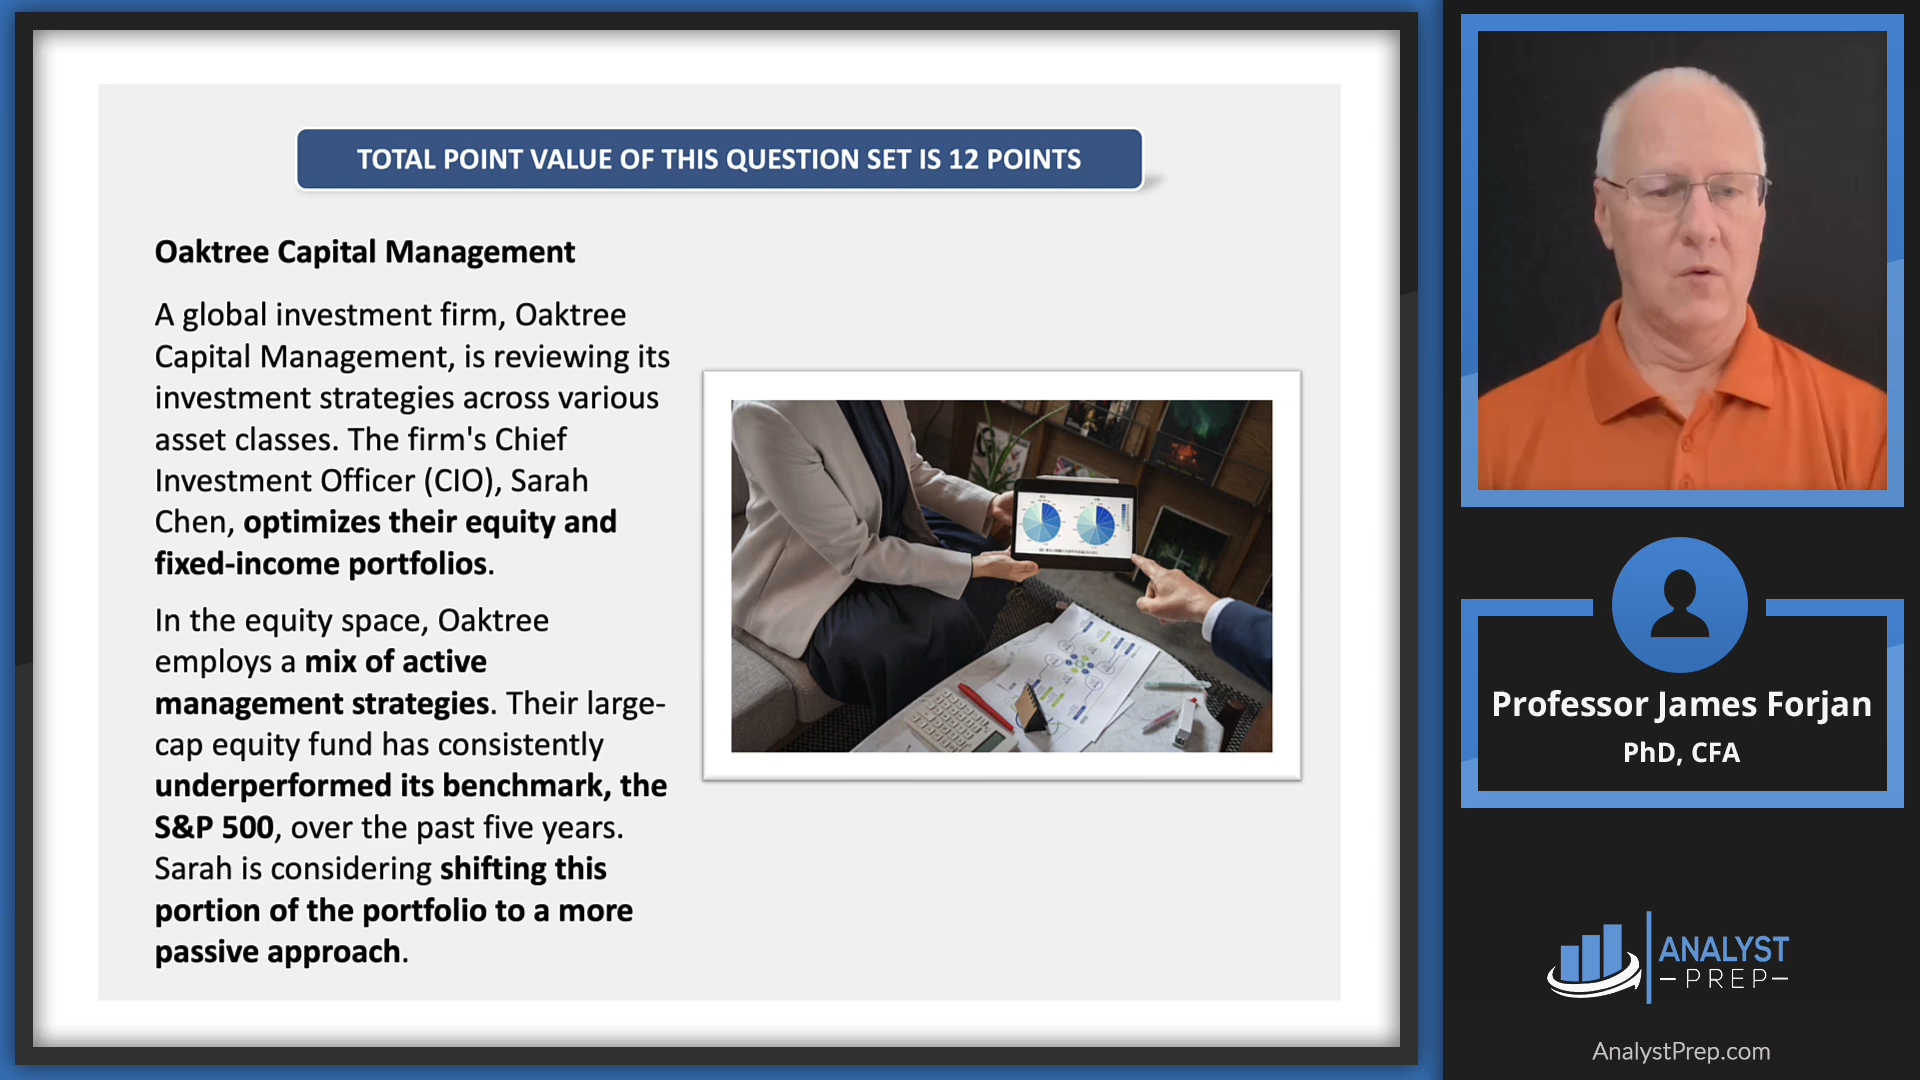 TOTAL POINT VALUE OF THIS QUESTION SET IS 12 POINTS
Oaktree Capital Management
A global investment firm, Oaktree
Capital Management, is reviewing its
investment strategies across various
asset classes. The firm's Chief
Investment Officer (CIO), Sarah
Chen, optimizes their equity and
fixed-income portfolios.
In the equity space, Oaktree
employs a mix of active
management strategies. Their large-
cap equity fund has consistently
underperformed its benchmark, the
S&P 500, over the past five years.
Sarah is considering shifting this
portion of the portfolio to a more
passive approach.
Professor James Forjan
PhD, CFA
ANALYST
PREP
AnalystPrep.com